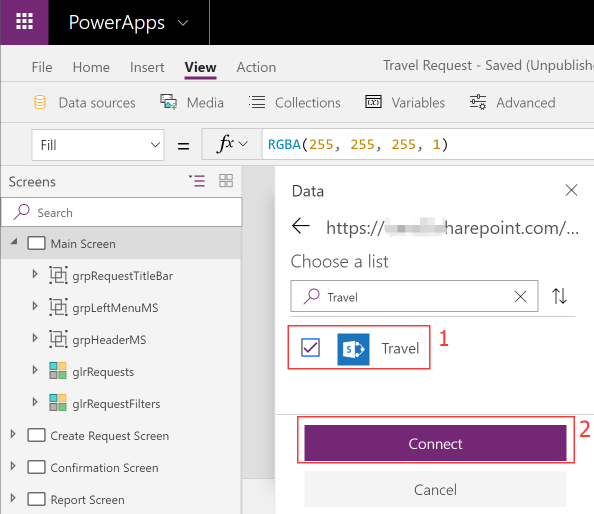 PowerApps
File Home Insert View Action Travel Request - Saved (Unpublishe
Data sources Media Collections Variables Advanced
Fill = fx RGBA(255, 255, 255, 1)
Screens
Search
Main Screen
grpRequestTitleBar
grpLeftMenuMS
grpHeaderMS
glrRequests
glrRequestFilters
Create Request Screen
Confirmation Screen
Report Screen
Data
https:// harepoint.com/...
Choose a list
Travel
Travel
1
Connect
2
Cancel